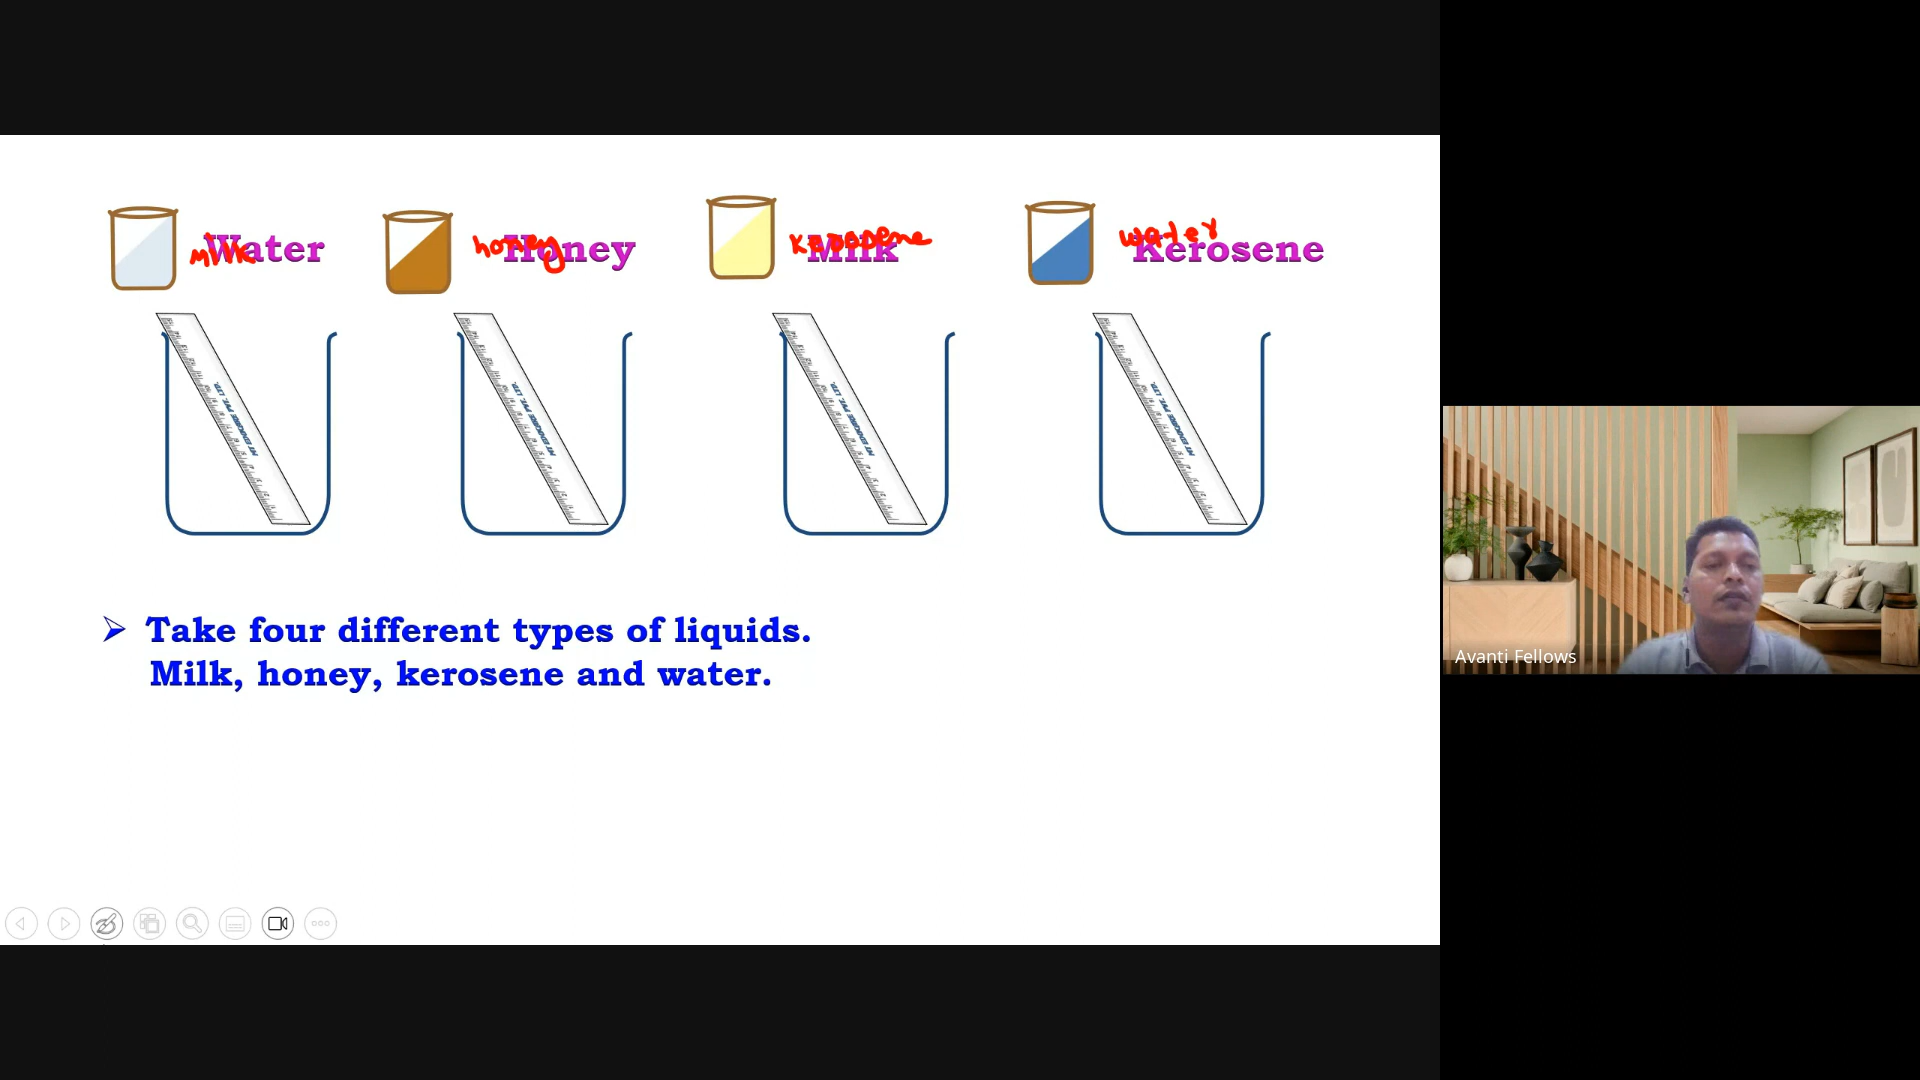 Water
milk
Honey
honey
Milk
Kerosene
water
Take four different types of liquids.
Milk, honey, kerosene and water.
Avanti Fellows